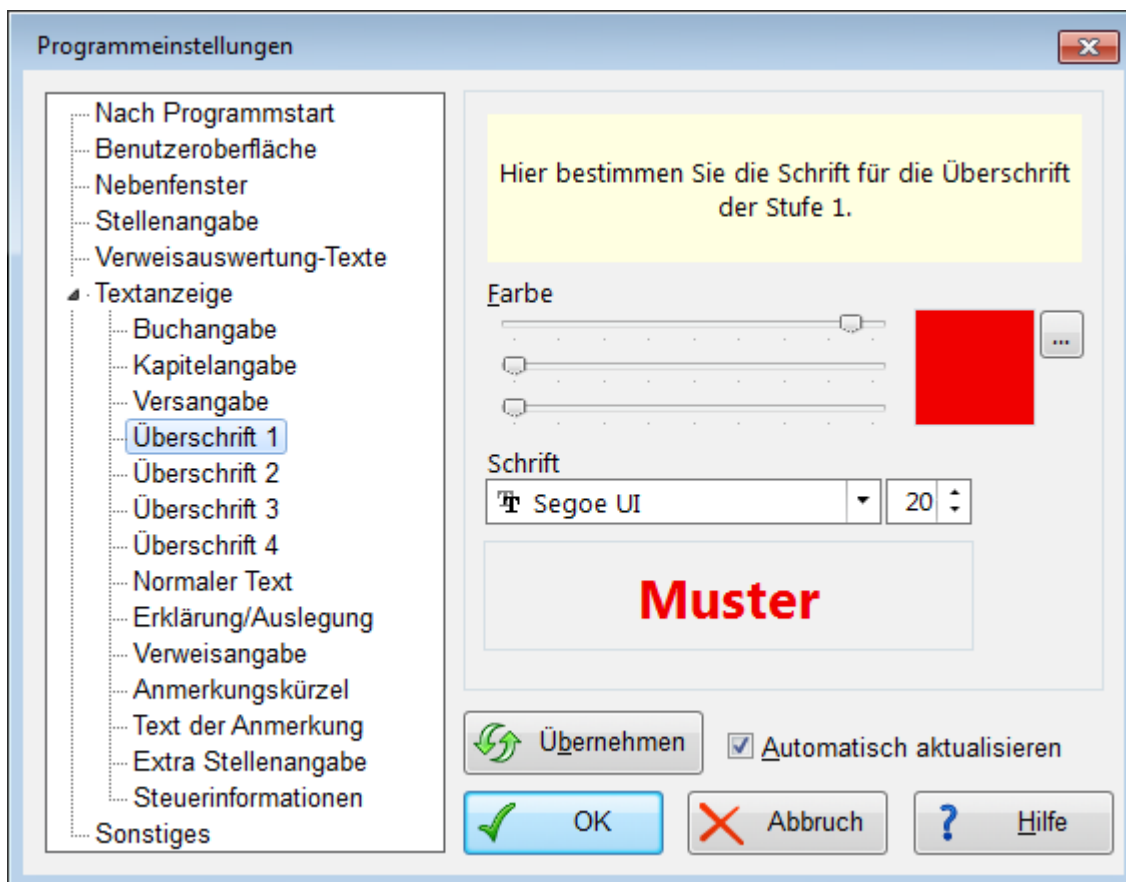 Programmeinstellungen
Nach Programmstart
Benutzeroberfläche
Nebenfenster
Stellenangabe
Verweisauswertung-Texte
Textanzeige
Buchangabe
Kapitelangabe
Versangabe
Überschrift 1
Überschrift 2
Überschrift 3
Überschrift 4
Normaler Text
Erklärung/Auslegung
Verweisangabe
Anmerkungskürzel
Text der Anmerkung
Extra Stellenangabe
Steuerinformationen
Sonstiges
Hier bestimmen Sie die Schrift für die Überschrift
der Stufe 1.
Farbe
...
Schrift
Segoe UI 20
Muster
Übernehmen
Automatisch aktualisieren
OK
Abbruch
Hilfe